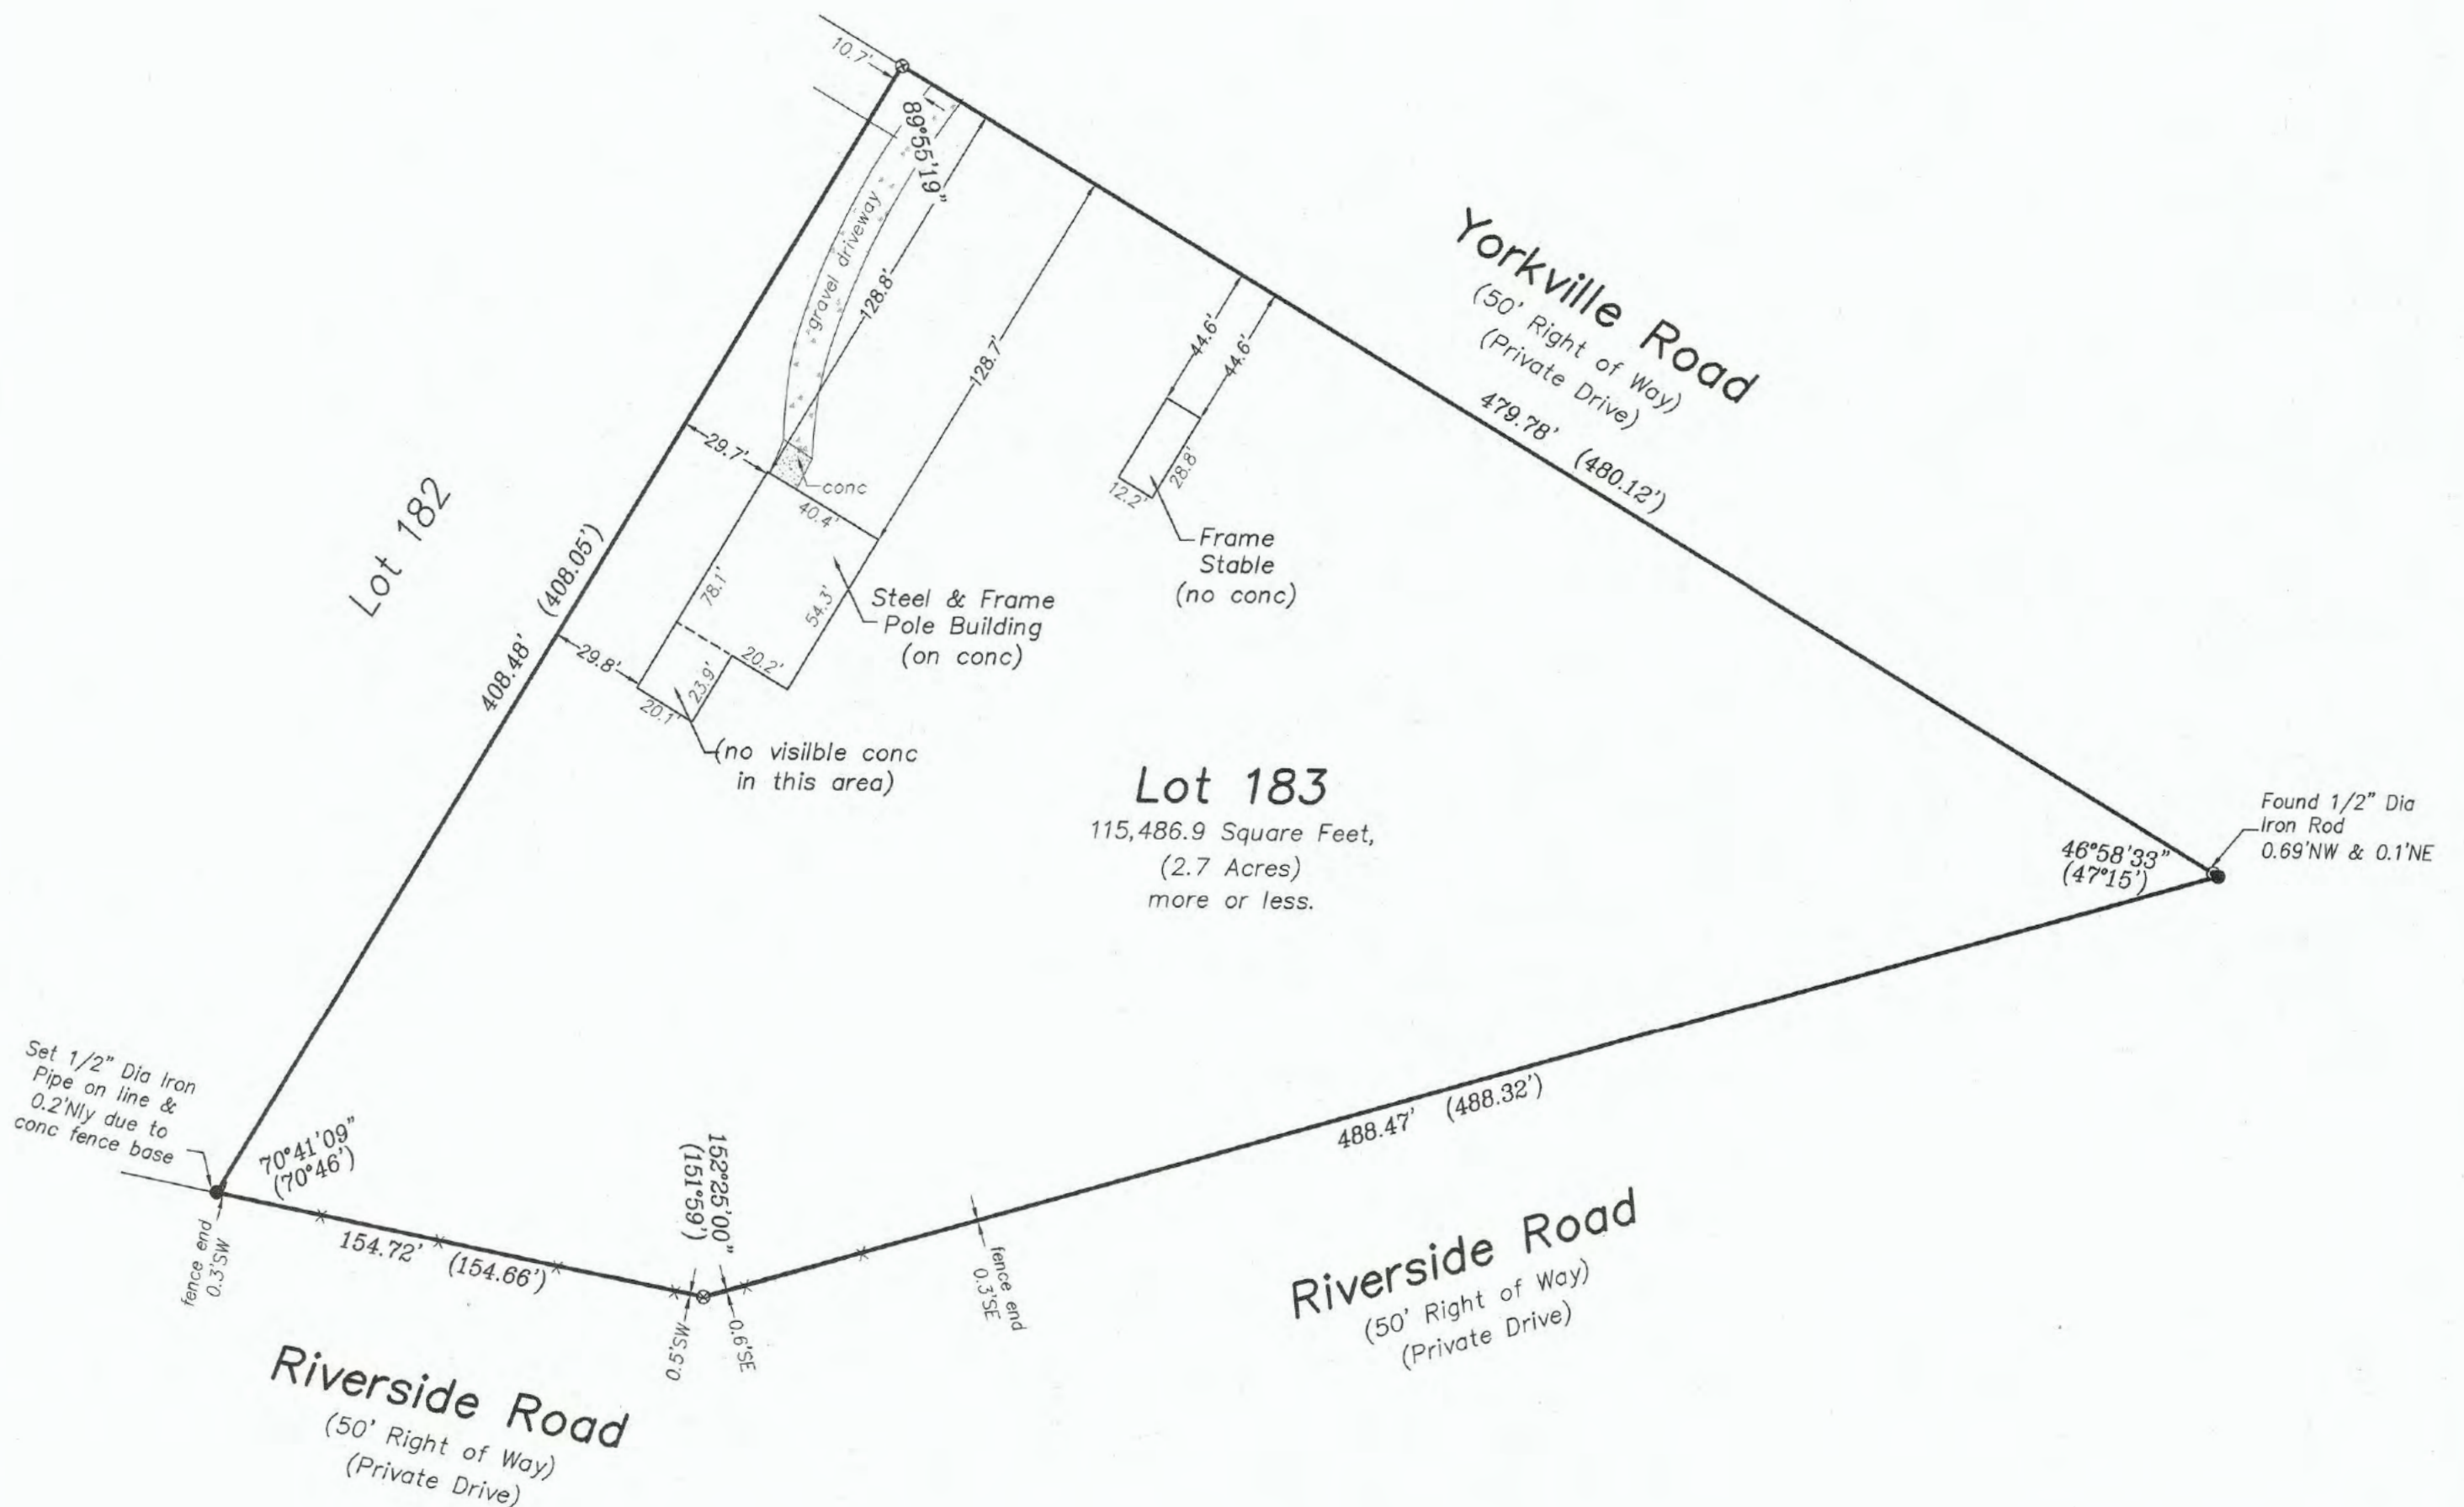 10.7'
89°55'19"
gravel driveway
128.8'
128.7'
44.6'
44.6'
Yorkville Road
(50' Right of Way)
(Private Drive)
479.78' (480.12')
29.7'
conc
40.4'
12.2'
28.8'
Frame
Stable
(no conc)
Lot 182
408.48' (408.05')
78.1'
54.3'
Steel & Frame
Pole Building
(on conc)
29.8'
20.2'
23.9'
20.1'
(no visilble conc
in this area)
Lot 183
115,486.9 Square Feet,
(2.7 Acres)
more or less.
Found 1/2" Dia
Iron Rod
0.69'NW & 0.1'NE
46°58'33"
(47°15')
Set 1/2" Dia Iron
Pipe on line &
0.2'Nly due to
conc fence base
70°41'09"
(70°46')
152°25'00"
(151°59')
488.47' (488.32')
fence end
0.3'SW
154.72' (154.66')
0.5'SW
0.6'SE
fence end
0.3'SE
Riverside Road
(50' Right of Way)
(Private Drive)
Riverside Road
(50' Right of Way)
(Private Drive)